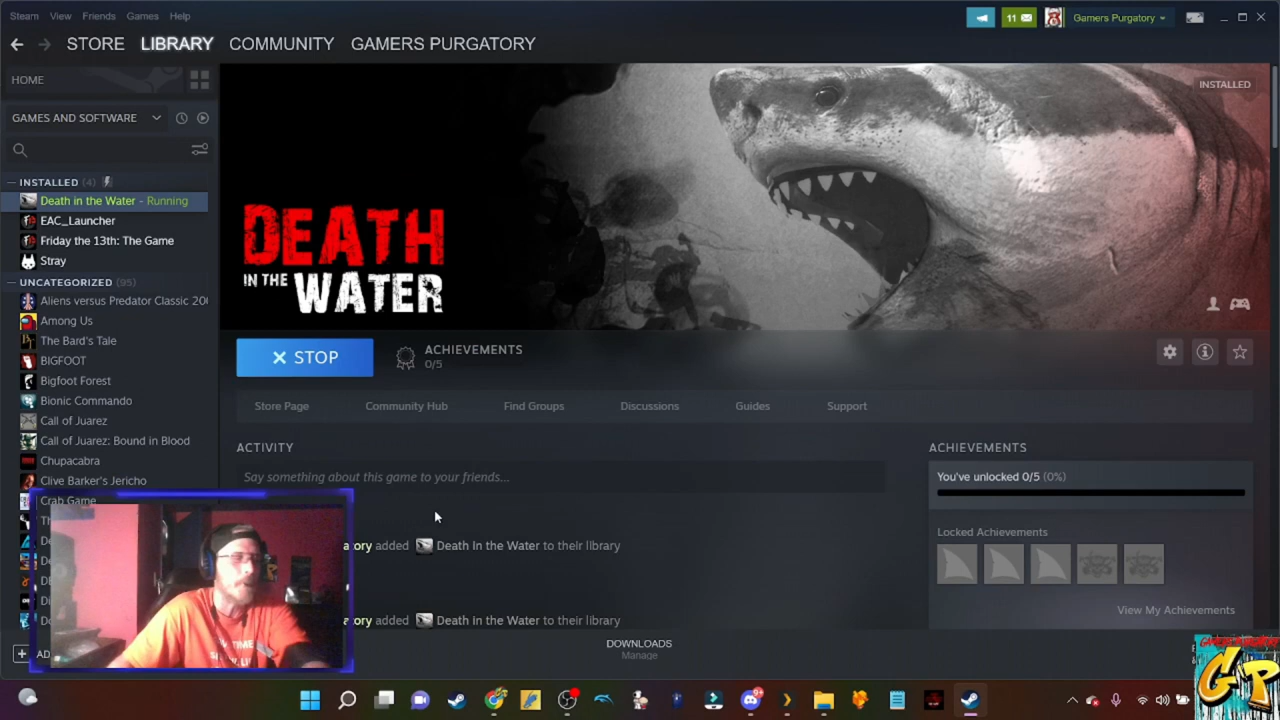 Steam View Friends Games Help
11 Gamers Purgatory
STORE LIBRARY COMMUNITY GAMERS PURGATORY
HOME
INSTALLED
GAMES AND SOFTWARE
INSTALLED (4)
Death in the Water - Running
EAC_Launcher
Friday the 13th: The Game
Stray
UNCATEGORIZED (95)
Aliens versus Predator Classic 200
Among Us
The Bard's Tale
BIGFOOT
Bigfoot Forest
Bionic Commando
Call of Juarez
Call of Juarez: Bound in Blood
Chupacabra
Clive Barker's Jericho
Crab Game
DEATH
IN THE WATER
STOP
ACHIEVEMENTS
0/5
Store Page Community Hub Find Groups Discussions Guides Support
ACTIVITY
Say something about this game to your friends...
atory added Death in the Water to their library
atory added Death in the Water to their library
ACHIEVEMENTS
You've unlocked 0/5 (0%)
Locked Achievements
View My Achievements
DOWNLOADS
Manage
AD
GAMERS PURGATORY
GP